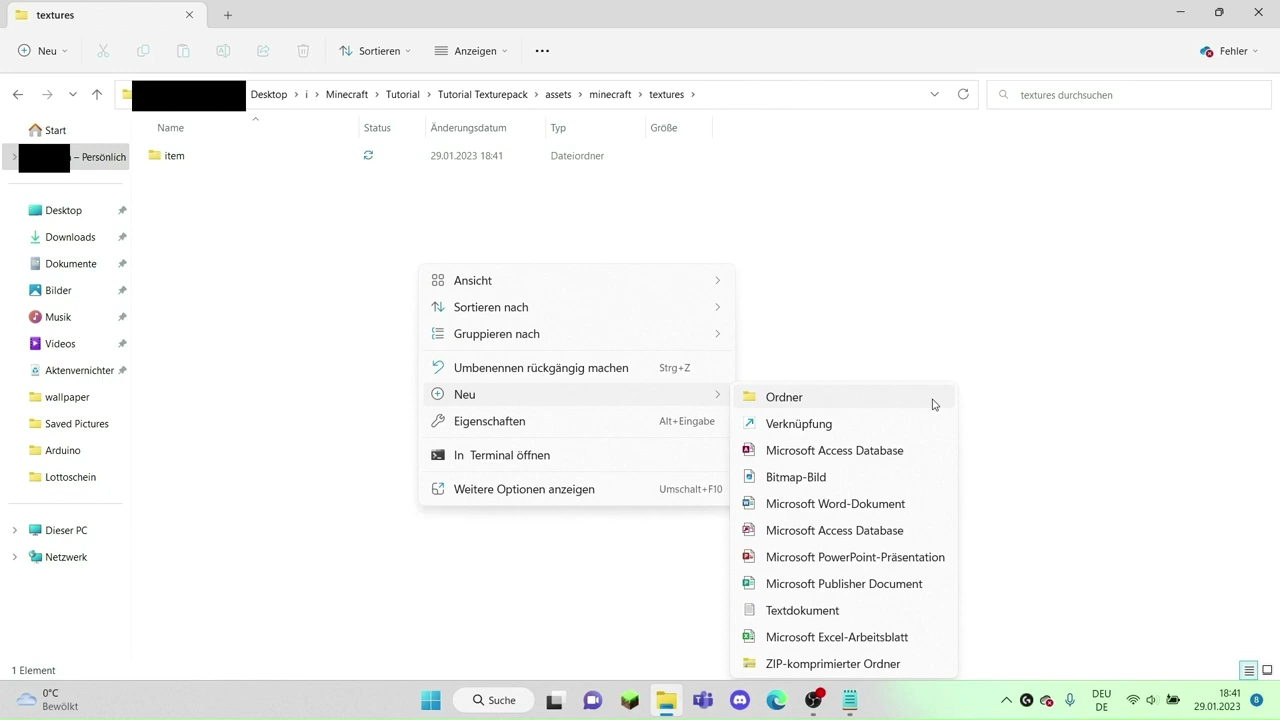 textures
Neu
Sortieren
Anzeigen
Fehler
Desktop > i > Minecraft > Tutorial > Tutorial Texturepack > assets > minecraft > textures >
textures durchsuchen
Name Status Änderungsdatum Typ Größe
item 29.01.2023 18:41 Dateiordner
Start
– Persönlich
Desktop
Downloads
Dokumente
Bilder
Musik
Videos
Aktenvernichter
wallpaper
Saved Pictures
Arduino
Lottoschein
Dieser PC
Netzwerk
Ansicht
Sortieren nach
Gruppieren nach
Umbenennen rückgängig machen Strg+Z
Neu
Eigenschaften Alt+Eingabe
In Terminal öffnen
Weitere Optionen anzeigen Umschalt+F10
Ordner
Verknüpfung
Microsoft Access Database
Bitmap-Bild
Microsoft Word-Dokument
Microsoft Access Database
Microsoft PowerPoint-Präsentation
Microsoft Publisher Document
Textdokument
Microsoft Excel-Arbeitsblatt
ZIP-komprimierter Ordner
1 Element
0°C
Bewölkt
Suche
DEU
DE
18:41
29.01.2023
8